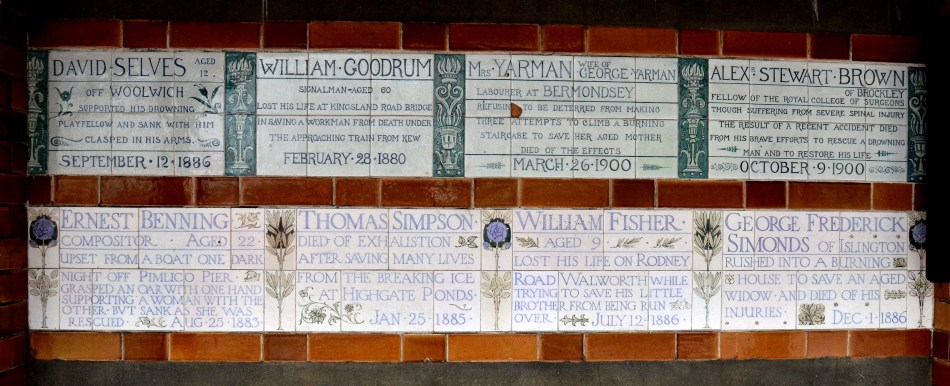 DAVID·SELVES AGED 12
OFF WOOLWICH
SUPPORTED HIS DROWNING
PLAYFELLOW AND SANK WITH HIM
CLASPED IN HIS ARMS.
SEPTEMBER·12·1886
WILLIAM·GOODRUM
SIGNALMAN·AGED 60
LOST HIS LIFE AT KINGSLAND ROAD BRIDGE
IN SAVING A WORKMAN FROM DEATH UNDER
THE APPROACHING TRAIN FROM KEW
FEBRUARY·28·1880
MRS YARMAN WIFE OF GEORGE YARMAN
LABOURER AT BERMONDSEY
REFUSING TO BE DETERRED FROM MAKING
THREE ATTEMPTS TO CLIMB A BURNING
STAIRCASE TO SAVE HER AGED MOTHER
DIED OF THE EFFECTS
MARCH·26·1900
ALEXR STEWART·BROWN
OF BROCKLEY
FELLOW OF THE ROYAL COLLEGE OF SURGEONS
THOUGH SUFFERING FROM SEVERE SPINAL INJURY
THE RESULT OF A RECENT ACCIDENT DIED
FROM HIS BRAVE EFFORTS TO RESCUE A DROWNING
MAN AND TO RESTORE HIS LIFE
OCTOBER·9·1900
ERNEST BENNING
COMPOSITOR AGED 22
UPSET FROM A BOAT ONE DARK
NIGHT OFF PIMLICO PIER
GRASPED AN OAR WITH ONE HAND
SUPPORTING A WOMAN WITH THE
OTHER·BUT SANK AS SHE WAS
RESCUED·AUG·25·1883·
THOMAS SIMPSON·
DIED OF EXHAUSTION
AFTER SAVING MANY LIVES
FROM THE BREAKING ICE
AT HIGHGATE PONDS·
JAN·25·1885·
WILLIAM FISHER·
AGED 9
LOST HIS LIFE ON RODNEY
ROAD WALWORTH WHILE
TRYING TO SAVE HIS LITTLE
BROTHER FROM BEING RUN
OVER·JULY·12·1886·
GEORGE FREDERICK
SIMONDS OF ISLINGTON
RUSHED INTO A BURNING
HOUSE TO SAVE AN AGED
WIDOW·AND DIED OF HIS
INJURIES·DEC·1·1886